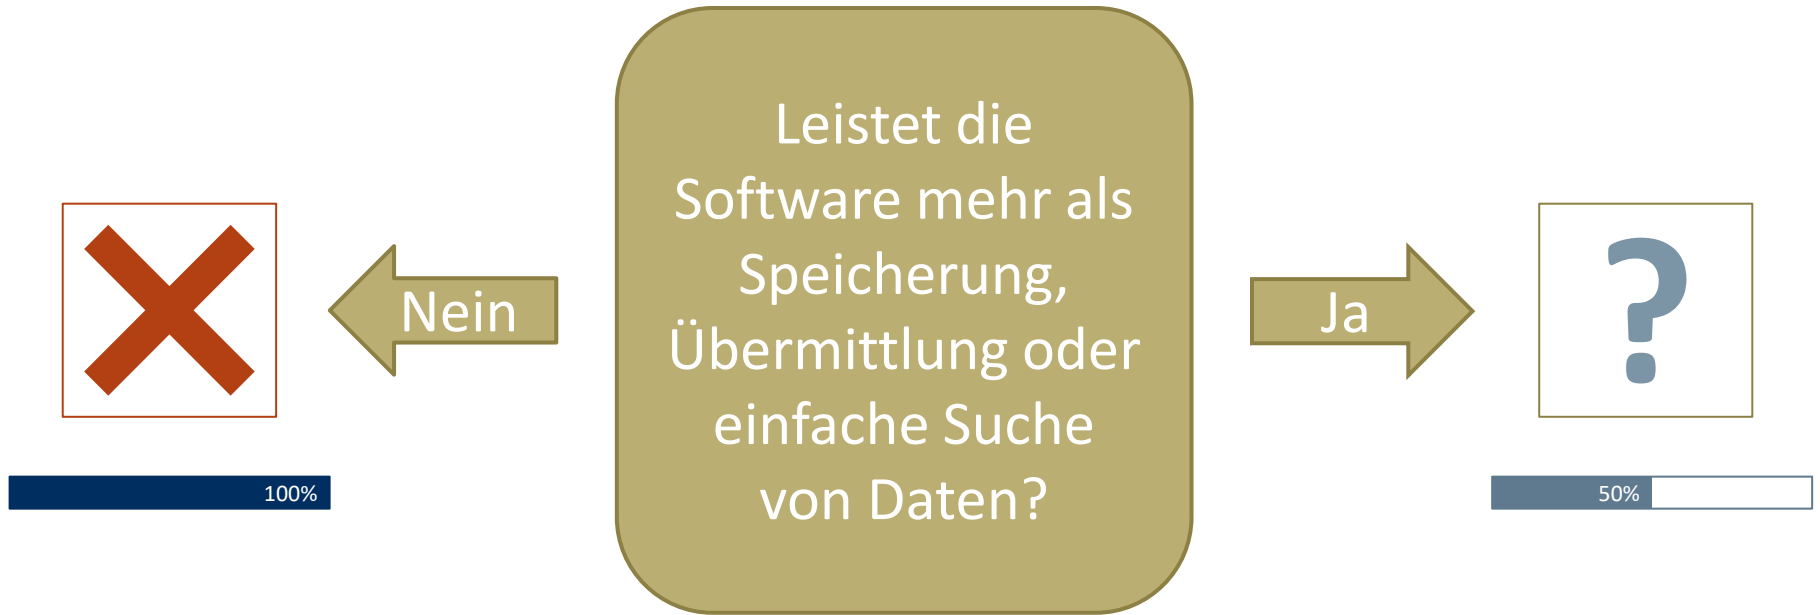 Leistet die
Software mehr als
Speicherung,
Übermittlung oder
einfache Suche
von Daten?
Nein
Ja
?
100%
50%